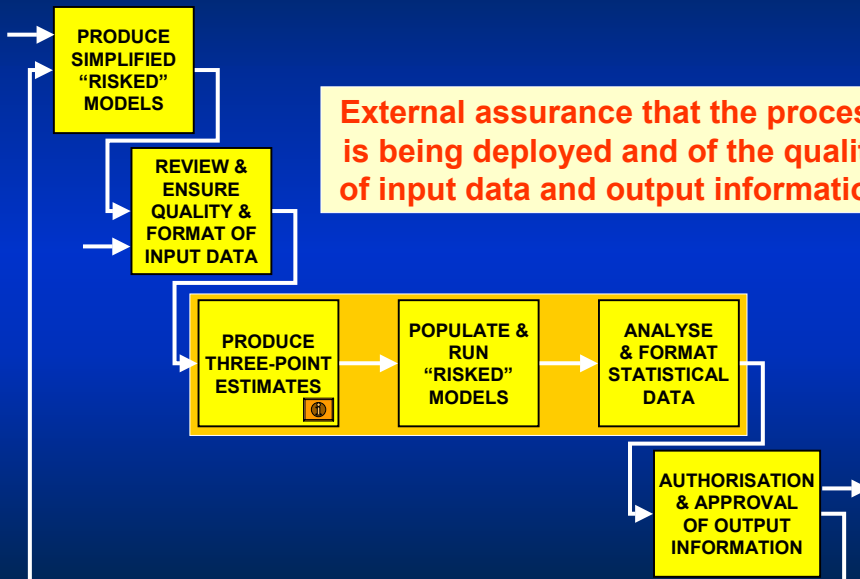 PRODUCE
SIMPLIFIED
“RISKED”
MODELS
External assurance that the proces
is being deployed and of the qualit
of input data and output informatio
REVIEW &
ENSURE
QUALITY &
FORMAT OF
INPUT DATA
PRODUCE
THREE-POINT
ESTIMATES
POPULATE &
RUN
“RISKED”
MODELS
ANALYSE
& FORMAT
STATISTICAL
DATA
AUTHORISATION
& APPROVAL
OF OUTPUT
INFORMATION